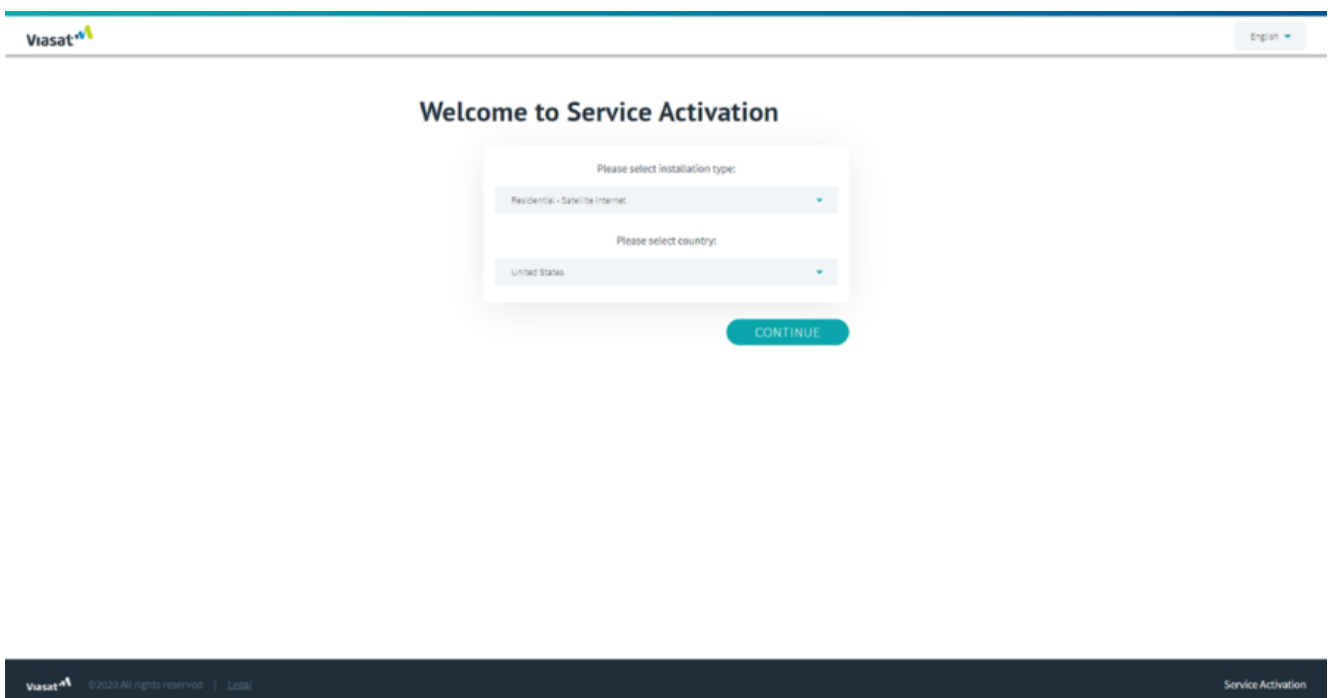 Viasat
English
Welcome to Service Activation
Please select installation type:
Residential - Satellite Internet
Please select country:
United States
CONTINUE
Viasat ©2020 All rights reserved | Legal Service Activation